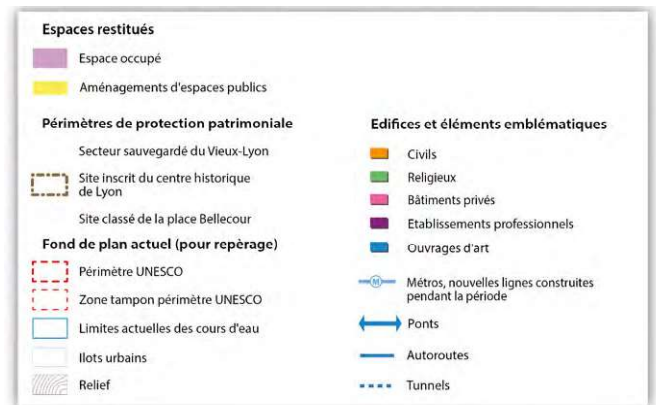 Espaces restitués
Espace occupé
Aménagements d'espaces publics
Périmètres de protection patrimoniale
Secteur sauvegardé du Vieux-Lyon
Site inscrit du centre historique
de Lyon
Site classé de la place Bellecour
Fond de plan actuel (pour repèrage)
Périmètre UNESCO
Zone tampon périmètre UNESCO
Limites actuelles des cours d'eau
Ilots urbains
Relief
Edifices et éléments emblématiques
Civils
Religieux
Bâtiments privés
Etablissements professionnels
Ouvrages d'art
M
Métros, nouvelles lignes construites
pendant la période
Ponts
Autoroutes
Tunnels